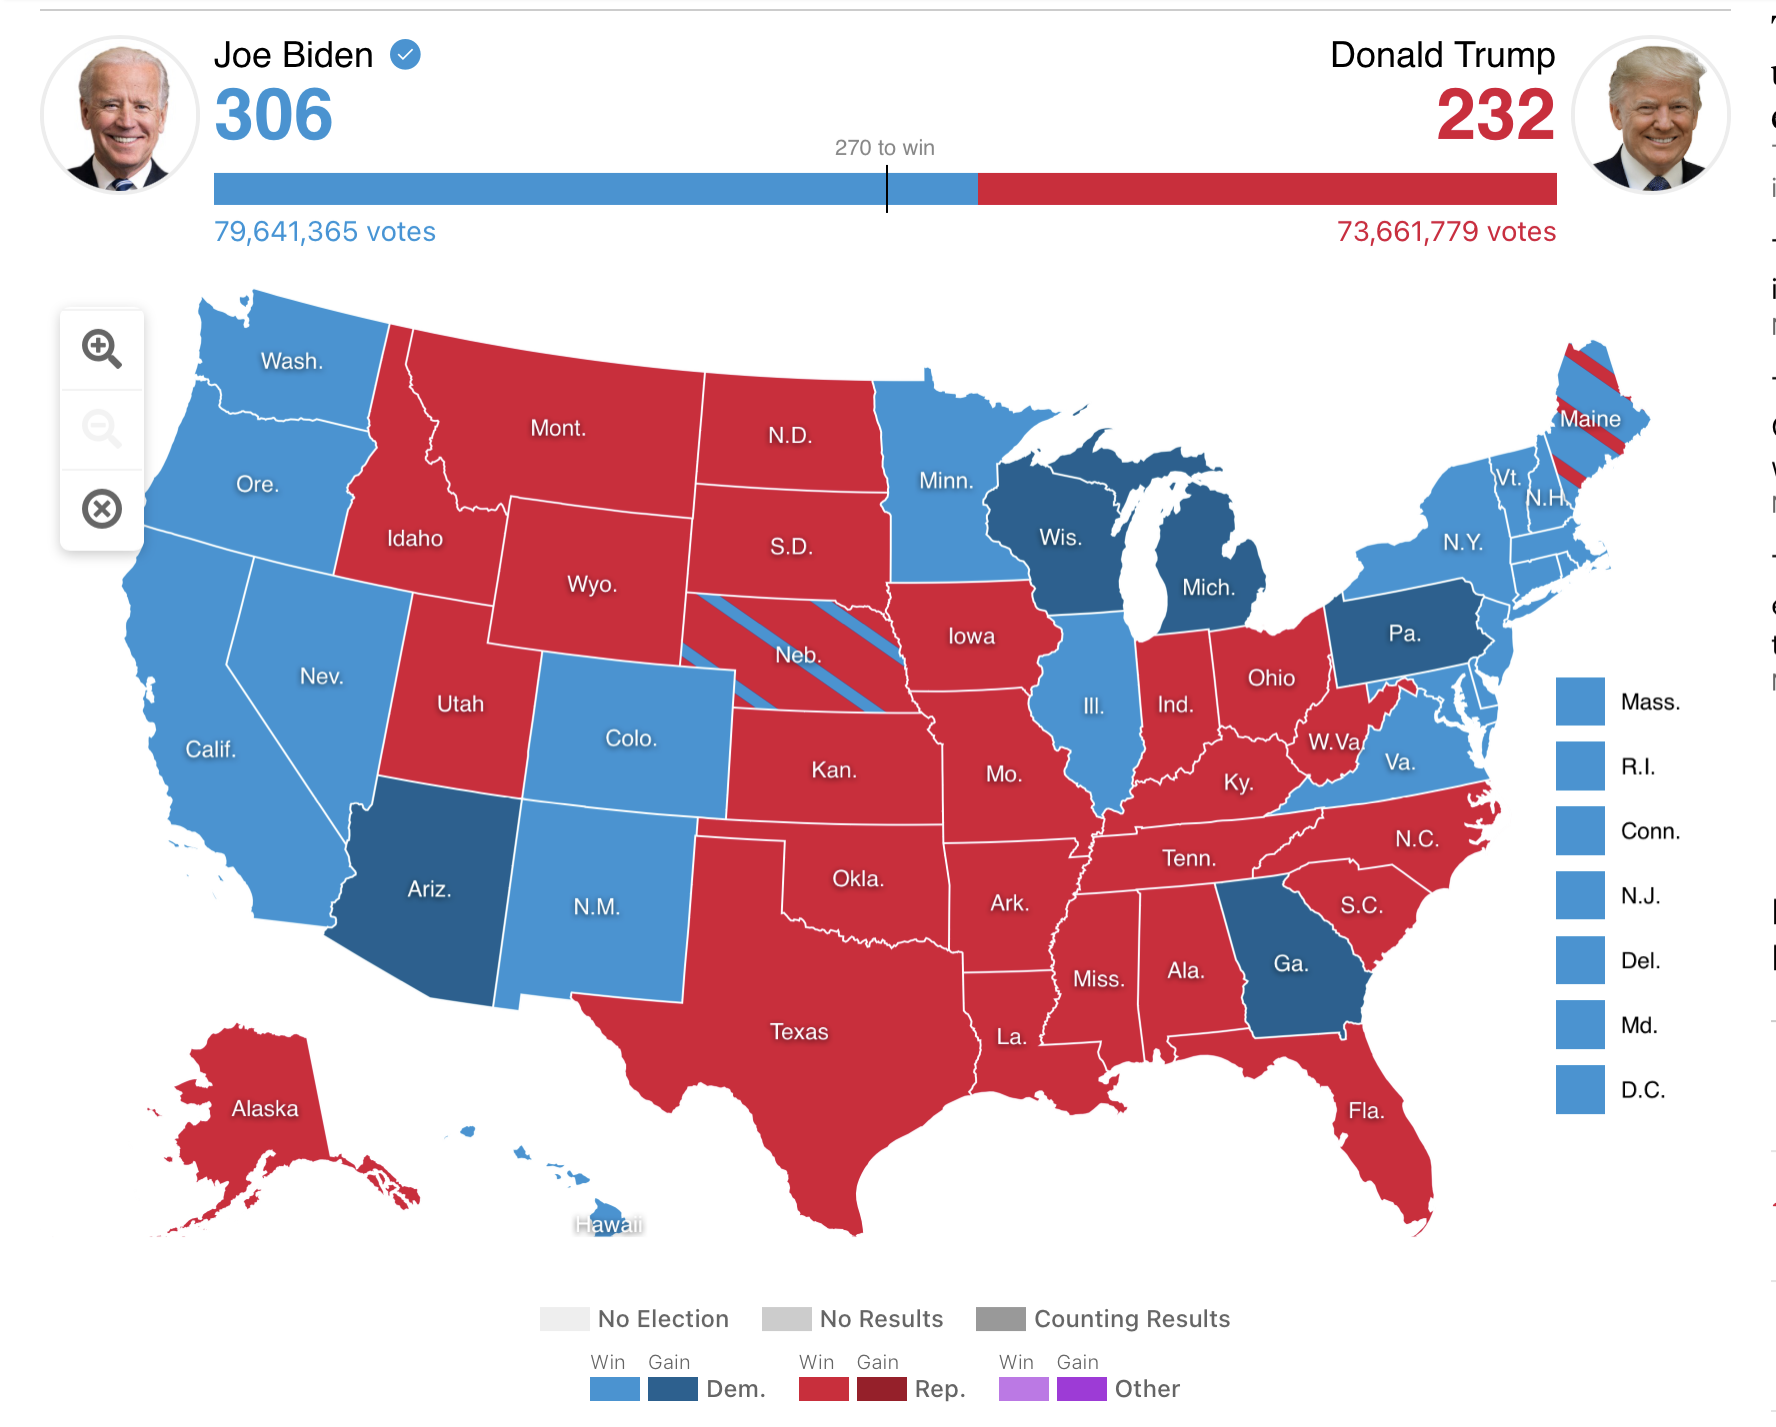 Joe Biden
Donald Trump
306
232
270 to win
79,641,365 votes
73,661,779 votes
Wash.
Mont.
N.D.
Maine
Minn.
Vt.
Ore.
N.H.
Idaho
Wis.
N.Y.
S.D.
Wyo.
Mich.
Iowa
Pa.
Neb.
Nev.
Ohio
Utah
Ill.
Ind.
Mass.
Colo.
Calif.
W.Va.
Va.
Kan.
Mo.
R.I.
Ky.
Conn.
N.C.
Tenn.
Okla.
Ariz.
N.J.
N.M.
Ark.
S.C.
Ga.
Del.
Miss.
Ala.
Texas
La.
Md.
Alaska
Fla.
D.C.
Hawaii
No Election No Results Counting Results
Win Gain Win Gain Win Gain
Dem. Rep. Other